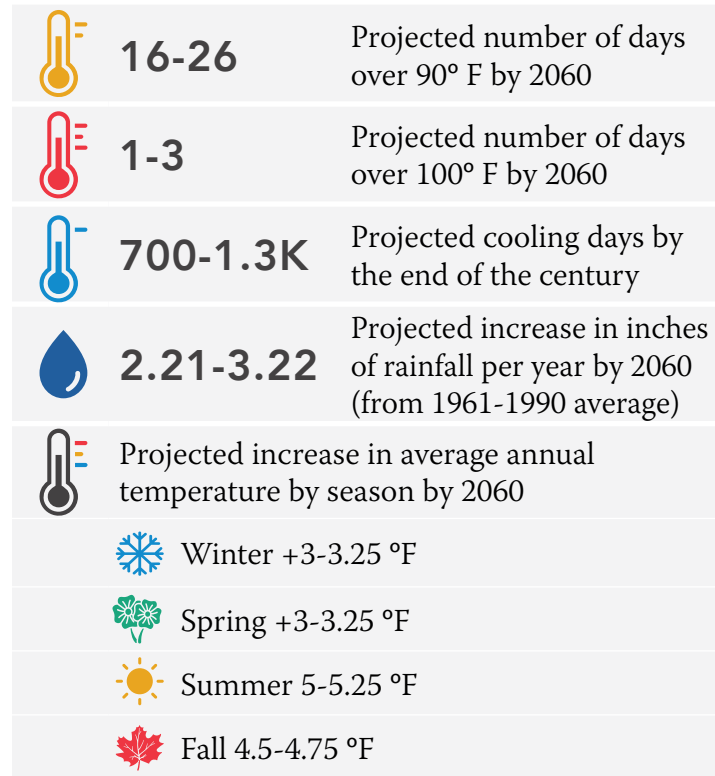 16-26
Projected number of days
over 90° F by 2060
1-3
Projected number of days
over 100° F by 2060
700-1.3K
Projected cooling days by
the end of the century
2.21-3.22
Projected increase in inches
of rainfall per year by 2060
(from 1961-1990 average)
Projected increase in average annual
temperature by season by 2060
Winter +3-3.25 °F
Spring +3-3.25 °F
Summer 5-5.25 °F
Fall 4.5-4.75 °F